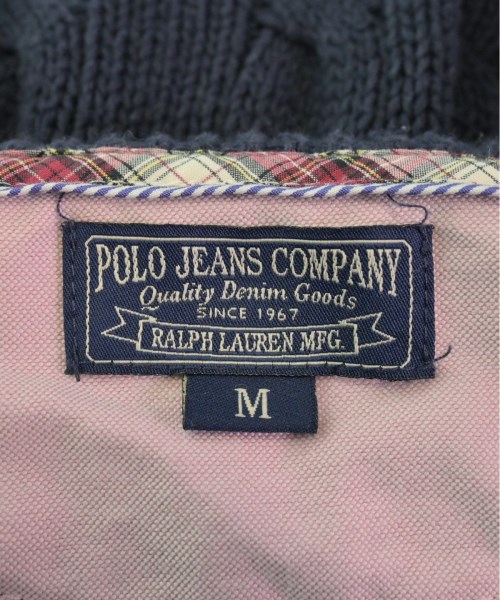 POLO JEANS COMPANY
Quality Denim Goods
SINCE 1967
RALPH LAUREN MFG.
M